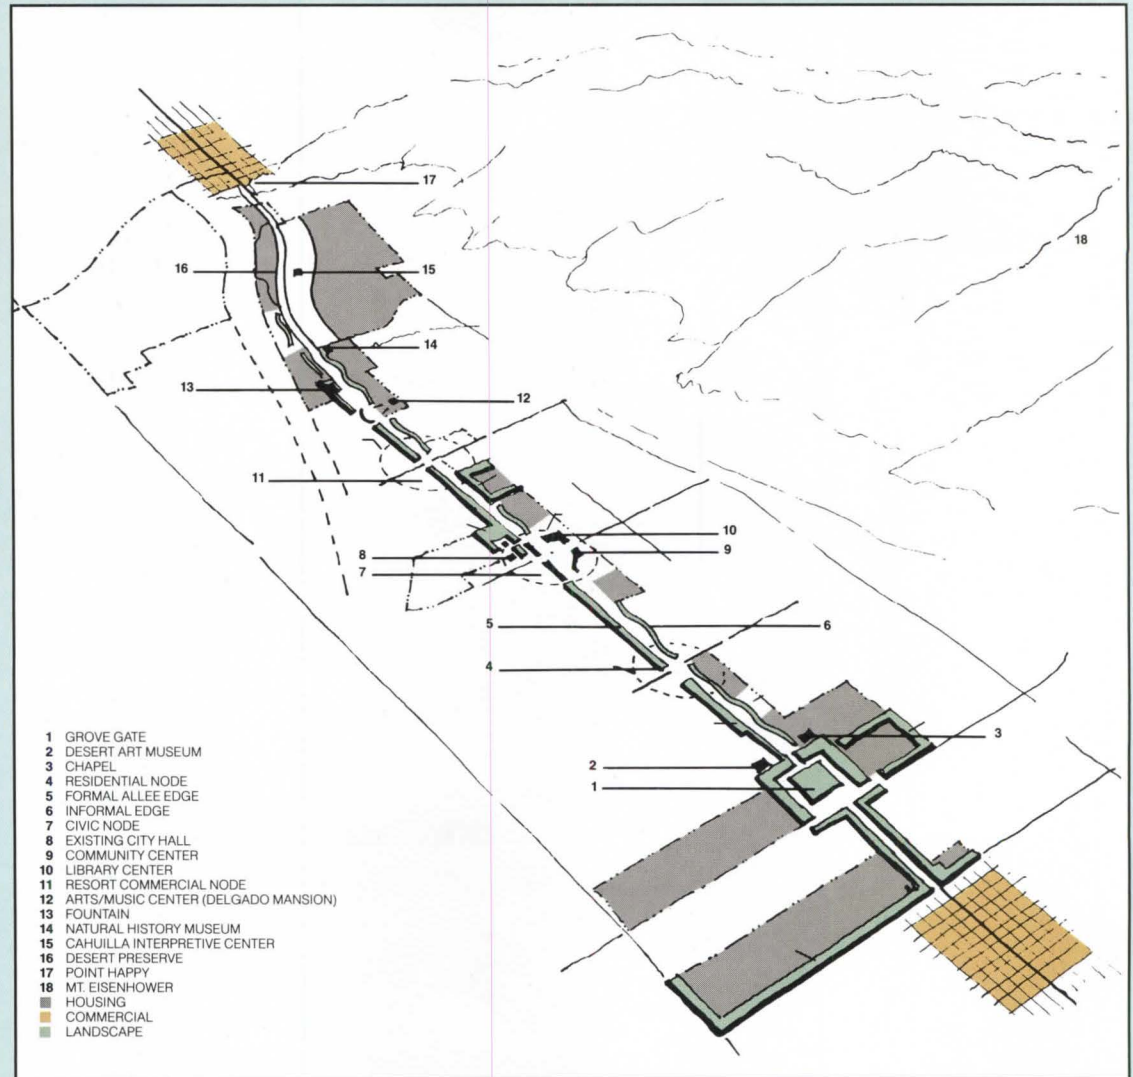 17
18
16
15
14
13
12
11
10
9
8
7
5
6
4
3
2
1
1 GROVE GATE
2 DESERT ART MUSEUM
3 CHAPEL
4 RESIDENTIAL NODE
5 FORMAL ALLEE EDGE
6 INFORMAL EDGE
7 CIVIC NODE
8 EXISTING CITY HALL
9 COMMUNITY CENTER
10 LIBRARY CENTER
11 RESORT COMMERCIAL NODE
12 ARTS/MUSIC CENTER (DELGADO MANSION)
13 FOUNTAIN
14 NATURAL HISTORY MUSEUM
15 CAHUILLA INTERPRETIVE CENTER
16 DESERT PRESERVE
17 POINT HAPPY
18 MT. EISENHOWER
HOUSING
COMMERCIAL
LANDSCAPE